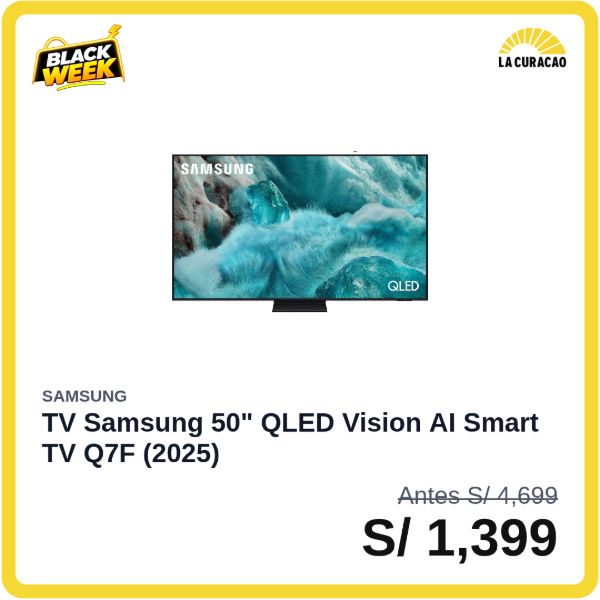 BLACK
WEEK
LA CURACAO
SAMSUNG
QLED
SAMSUNG
TV Samsung 50" QLED Vision AI Smart
TV Q7F (2025)
Antes S/ 4,699
S/ 1,399